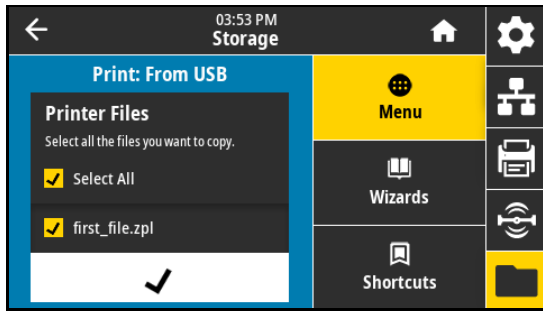 03:53 PM
Storage
Print: From USB
Printer Files
Select all the files you want to copy.
Select All
first_file.zpl
Menu
Wizards
Shortcuts